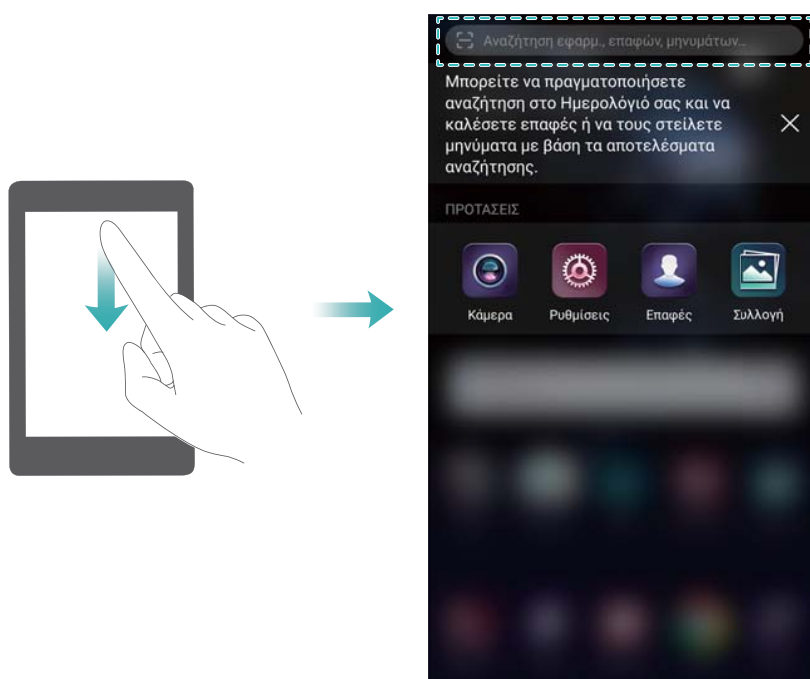 Αναζήτηση εφαρμ., επαφών, μηνυμάτων...
Μπορείτε να πραγματοποιήσετε
αναζήτηση στο Ημερολόγιό σας και να
καλέσετε επαφές ή να τους στείλετε
μηνύματα με βάση τα αποτελέσματα
αναζήτησης.
ΠΡΟΤΑΣΕΙΣ
Κάμερα Ρυθμίσεις Επαφές Συλλογή